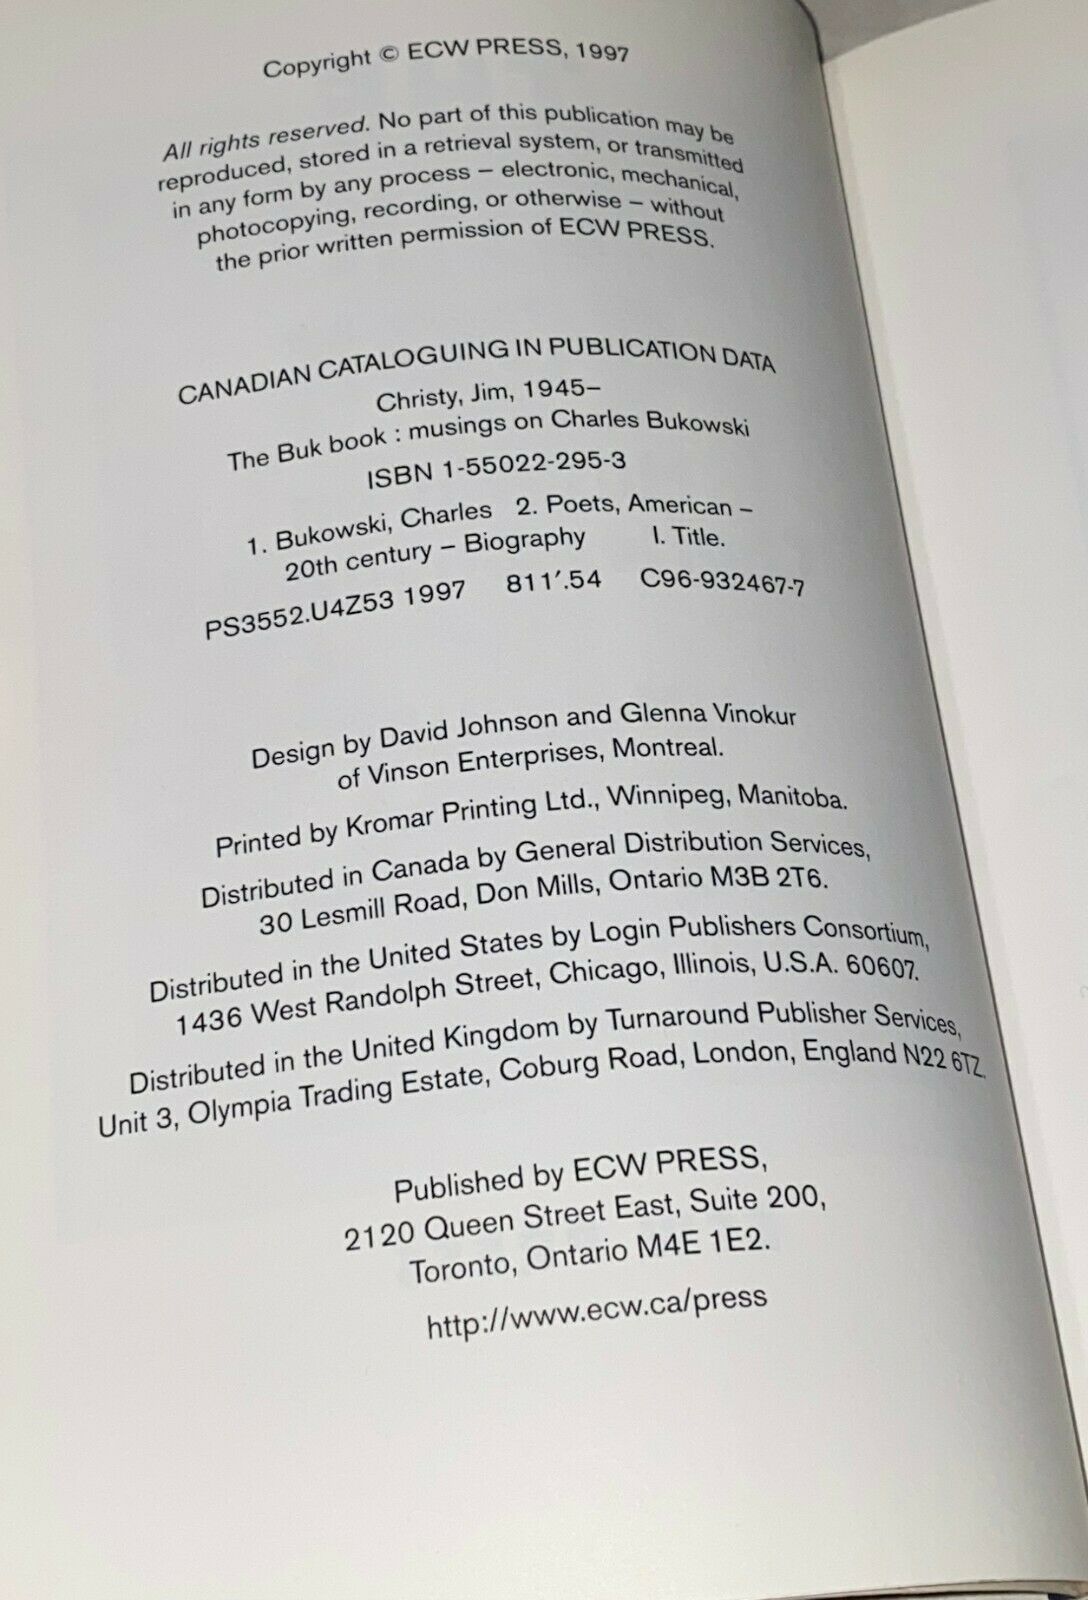 Copyright © ECW PRESS, 1997
All rights reserved. No part of this publication may be
reproduced, stored in a retrieval system, or transmitted
in any form by any process – electronic, mechanical,
photocopying, recording, or otherwise – without
the prior written permission of ECW PRESS.
CANADIAN CATALOGUING IN PUBLICATION DATA
Christy, Jim, 1945–
The Buk book : musings on Charles Bukowski
ISBN 1-55022-295-3
1. Bukowski, Charles 2. Poets, American –
20th century – Biography I. Title.
PS3552.U4Z53 1997 811′.54 C96-932467-7
Design by David Johnson and Glenna Vinokur
of Vinson Enterprises, Montreal.
Printed by Kromar Printing Ltd., Winnipeg, Manitoba.
Distributed in Canada by General Distribution Services,
30 Lesmill Road, Don Mills, Ontario M3B 2T6.
Distributed in the United States by Login Publishers Consortium,
1436 West Randolph Street, Chicago, Illinois, U.S.A. 60607.
Distributed in the United Kingdom by Turnaround Publisher Services,
Unit 3, Olympia Trading Estate, Coburg Road, London, England N22 6TZ.
Published by ECW PRESS,
2120 Queen Street East, Suite 200,
Toronto, Ontario M4E 1E2.
http://www.ecw.ca/press